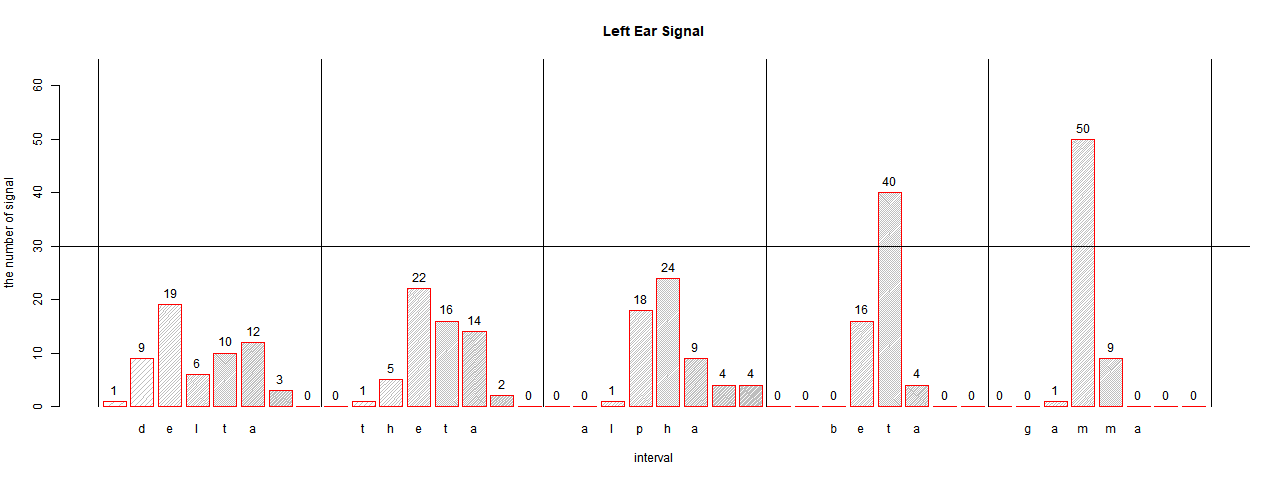 Left Ear Signal
the number of signal
60
50
40
30
20
10
0
1 9 19 6 10 12 3 0
0 1 5 22 16 14 2 0
0 0 1 18 24 9 4 4
0 0 0 16 40 4 0 0
0 0 1 50 9 0 0 0
d e l t a t h e t a a l p h a b e t a g a m m a
interval